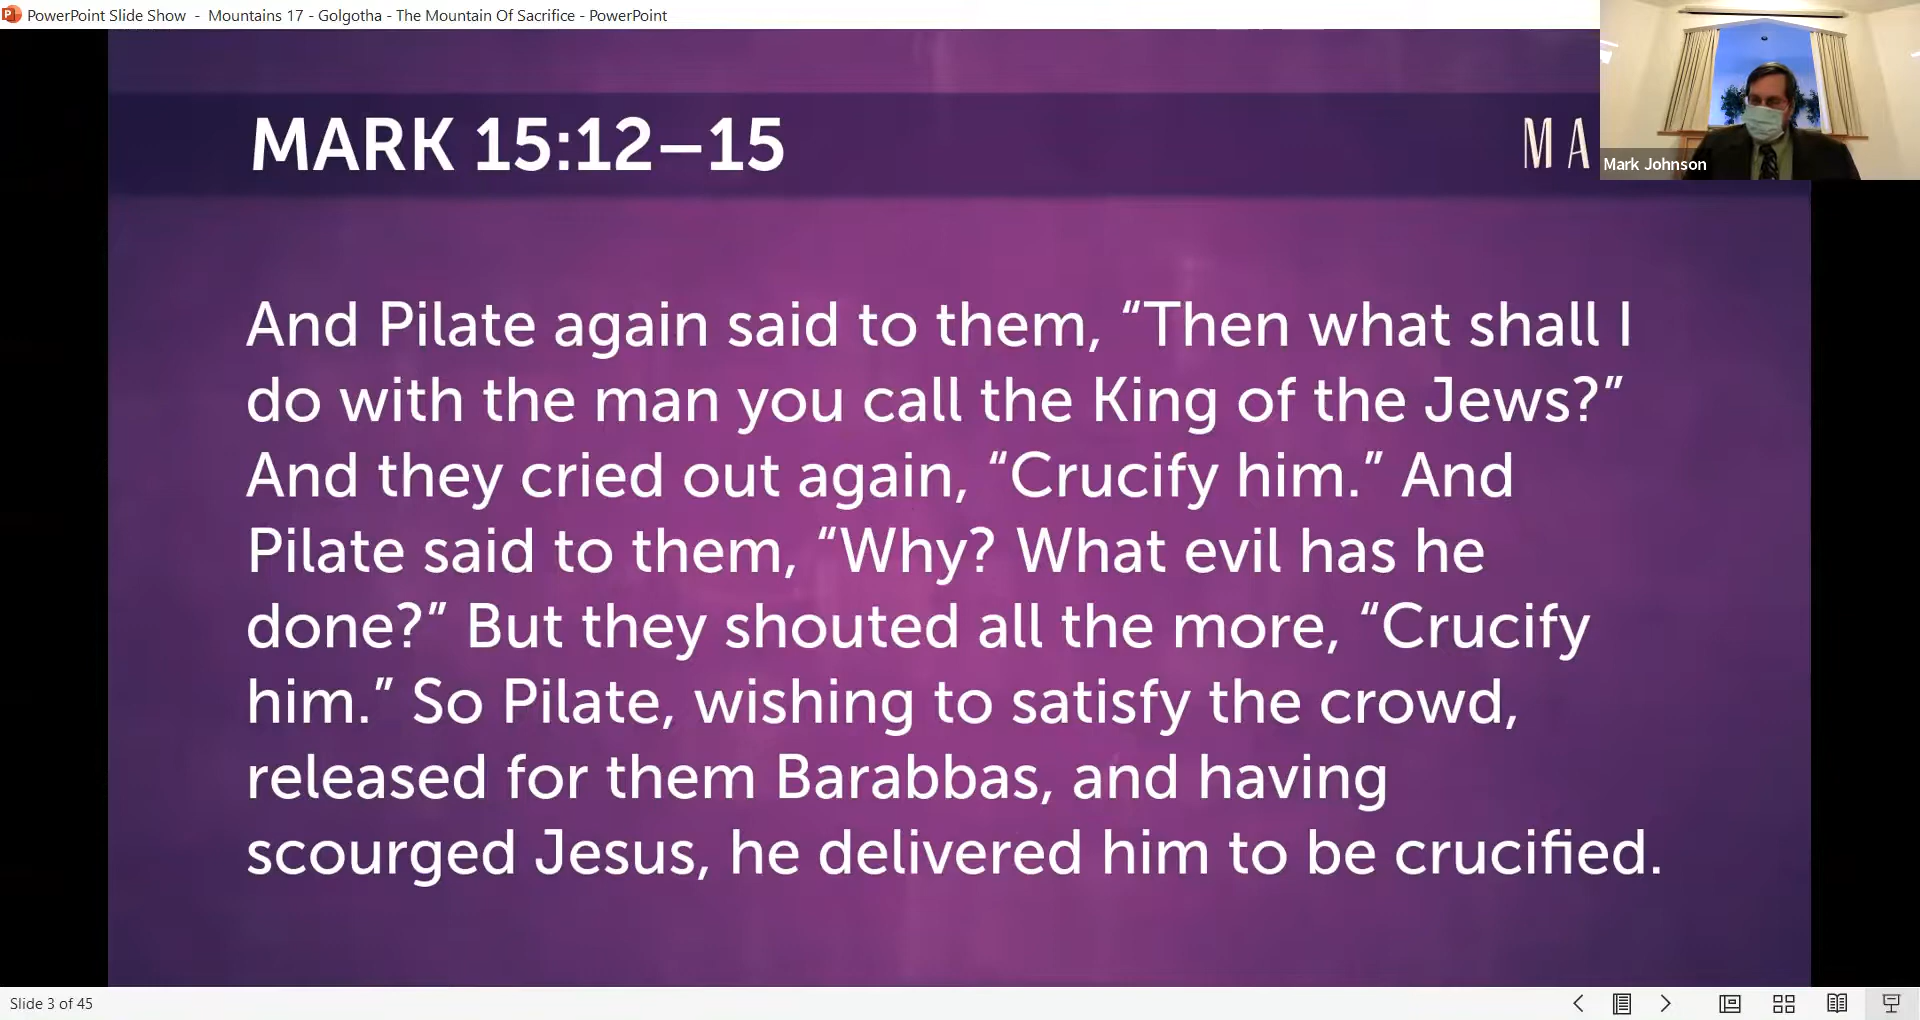 PowerPoint Slide Show - Mountains 17 - Golgotha - The Mountain Of Sacrifice - PowerPoint
MARK 15:12–15
MA
Mark Johnson
And Pilate again said to them, “Then what shall I
do with the man you call the King of the Jews?”
And they cried out again, “Crucify him.” And
Pilate said to them, “Why? What evil has he
done?” But they shouted all the more, “Crucify
him.” So Pilate, wishing to satisfy the crowd,
released for them Barabbas, and having
scourged Jesus, he delivered him to be crucified.
Slide 3 of 45